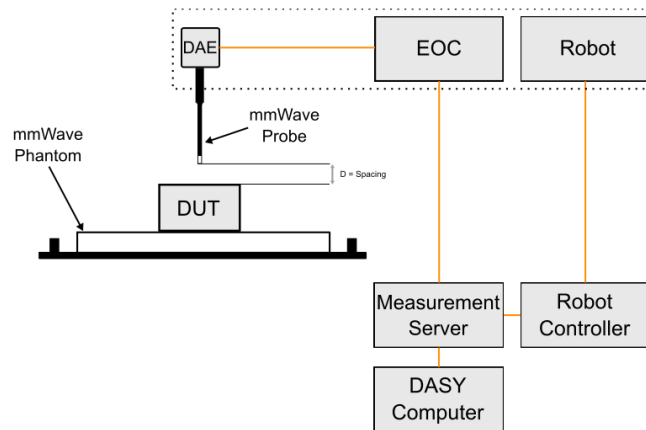 DAE
EOC
Robot
mmWave
Probe
mmWave
Phantom
D = Spacing
DUT
Measurement
Server
Robot
Controller
DASY
Computer